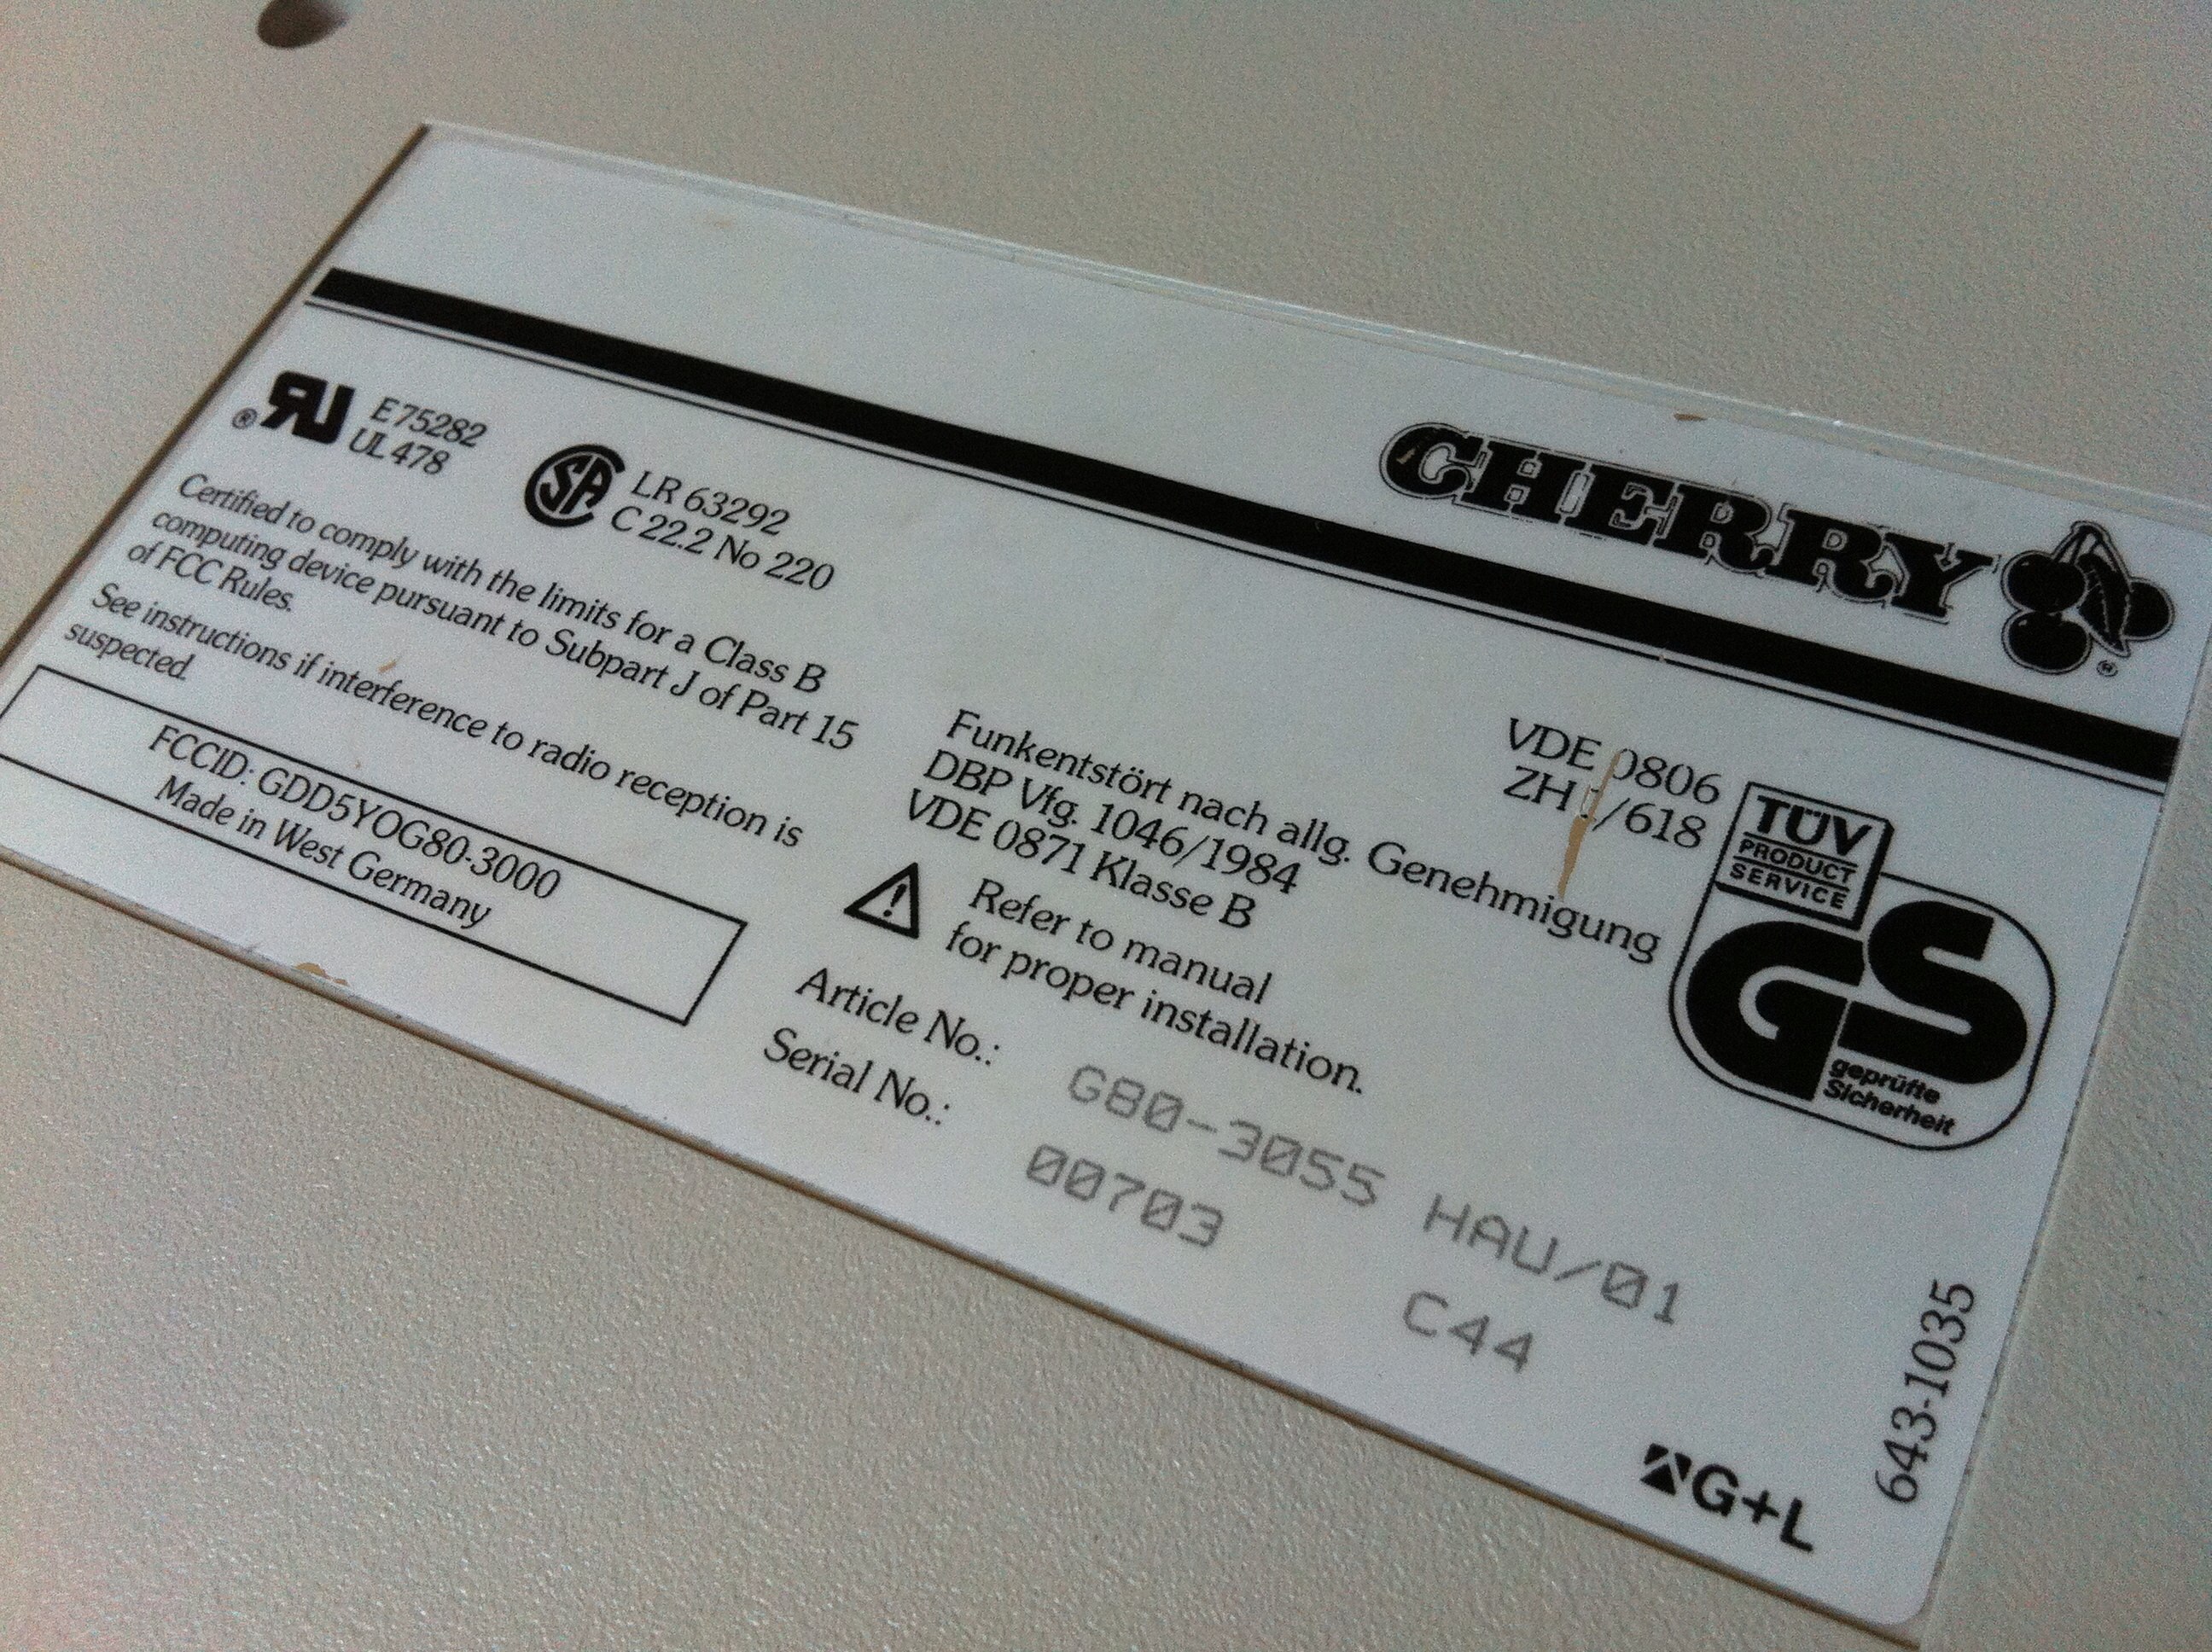 CHERRY
®
® RU E75282
UL 478
SA LR 63292
C 22.2 No 220
Certified to comply with the limits for a Class B
computing device pursuant to Subpart J of Part 15
of FCC Rules.
See instructions if interference to radio reception is
suspected.
FCCID: GDD5YOG80-3000
Made in West Germany
VDE 0806
ZH /618
Funkentstört nach allg. Genehmigung
DBP Vfg. 1046/1984
VDE 0871 Klasse B
! Refer to manual
for proper installation.
TÜV
PRODUCT
SERVICE
GS
geprüfte
Sicherheit
Article No.: G80-3055 HAU/01
Serial No.: 00703 C44
G+L
643-1035